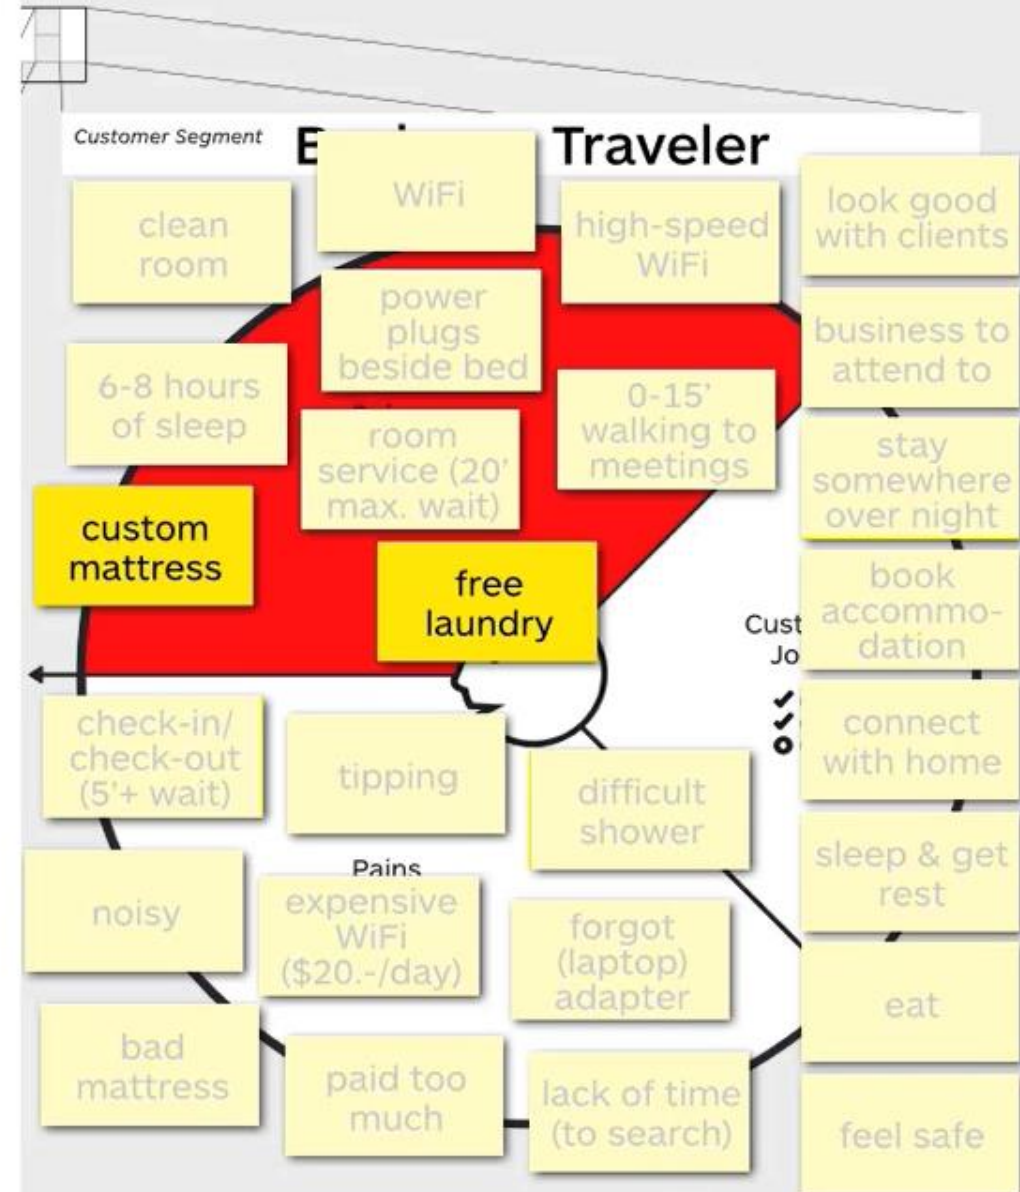 Customer Segment
Traveler
clean
room
WiFi
high-speed
WiFi
look good
with clients
power
plugs
beside bed
business to
attend to
6-8 hours
of sleep
0-15'
walking to
meetings
room
service (20'
max. wait)
stay
somewhere
over night
custom
mattress
free
laundry
book
accommo-
dation
check-in/
check-out
(5'+ wait)
tipping
difficult
shower
connect
with home
Pains
noisy
expensive
WiFi
($20.-/day)
forgot
(laptop)
adapter
sleep & get
rest
eat
bad
mattress
paid too
much
lack of time
(to search)
feel safe